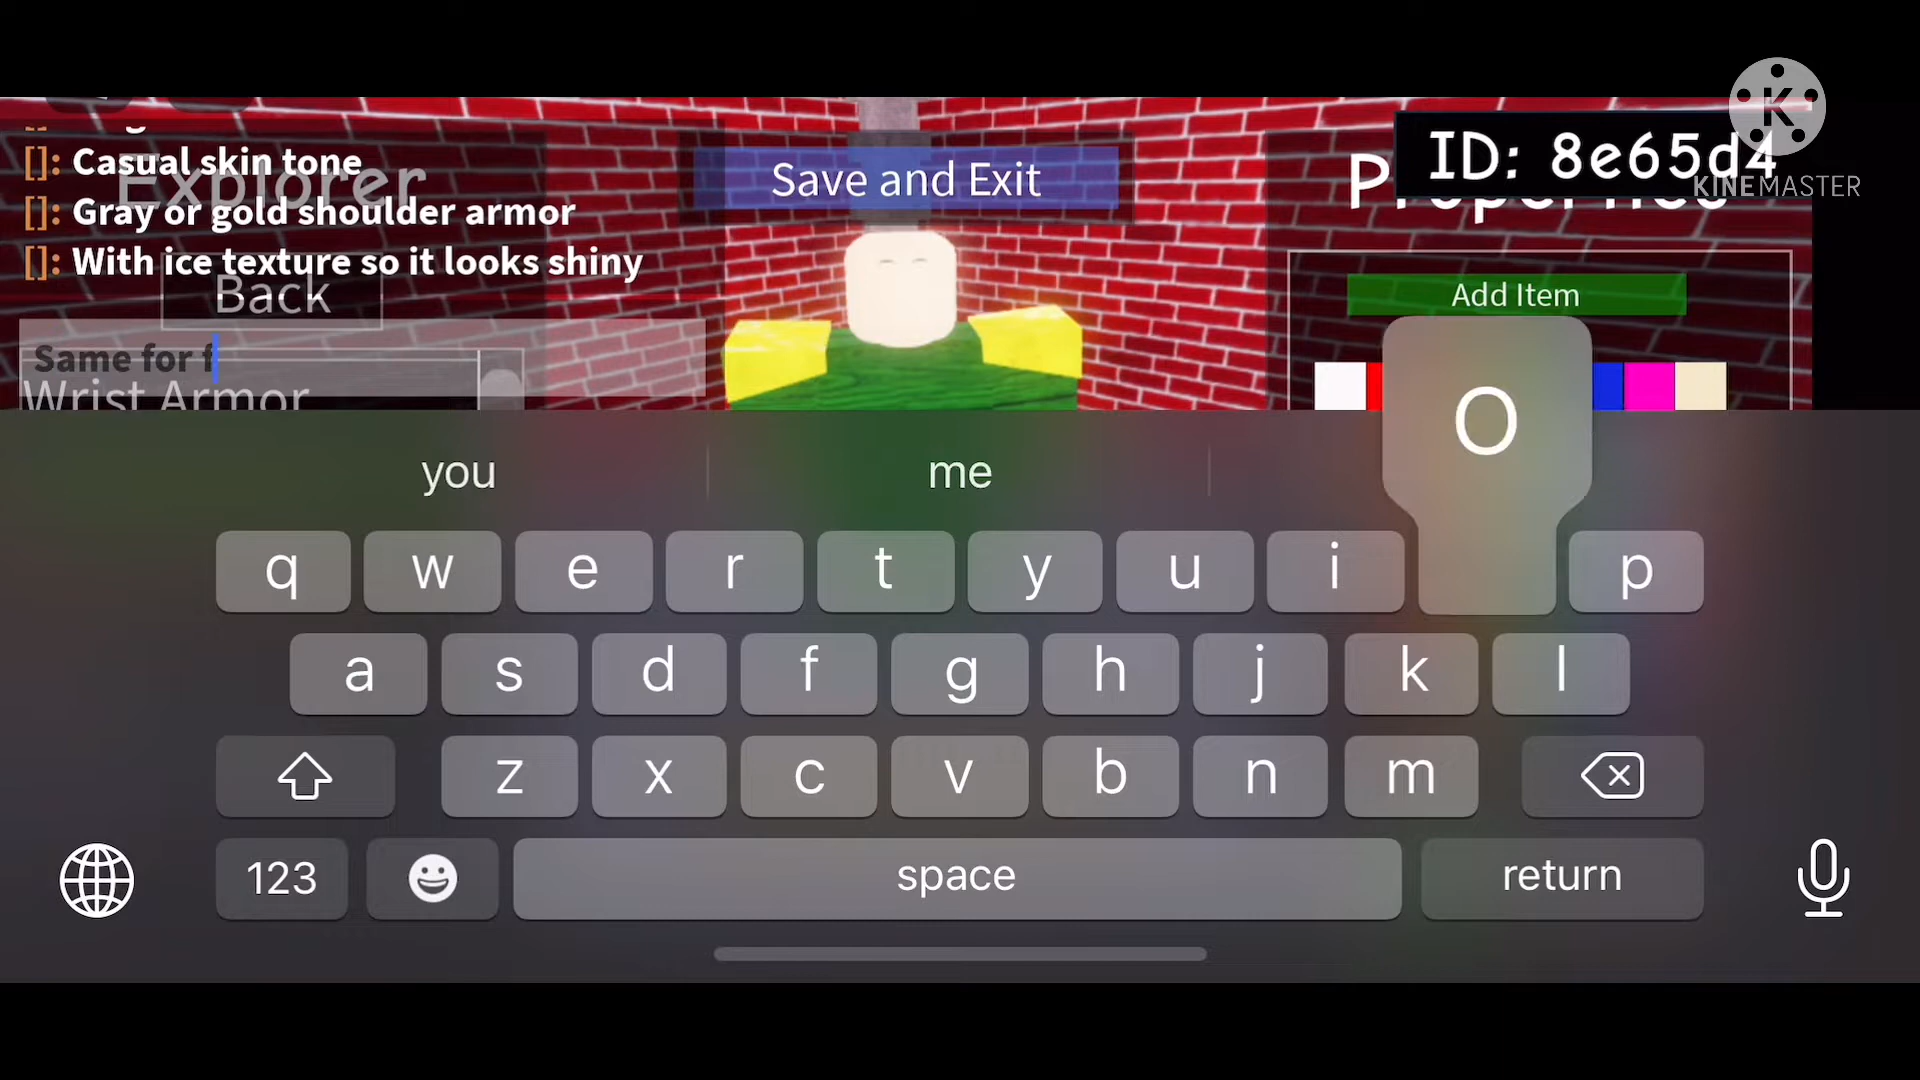 []: Casual skin tone
Explorer
[]: Gray or gold shoulder armor
[]: With ice texture so it looks shiny
Back
Same for f
Wrist Armor
Save and Exit
ID: 8e65d4
KINEMASTER
Properties
Add Item
you me
O
q w e r t y u i p
a s d f g h j k l
z x c v b n m
123 space return